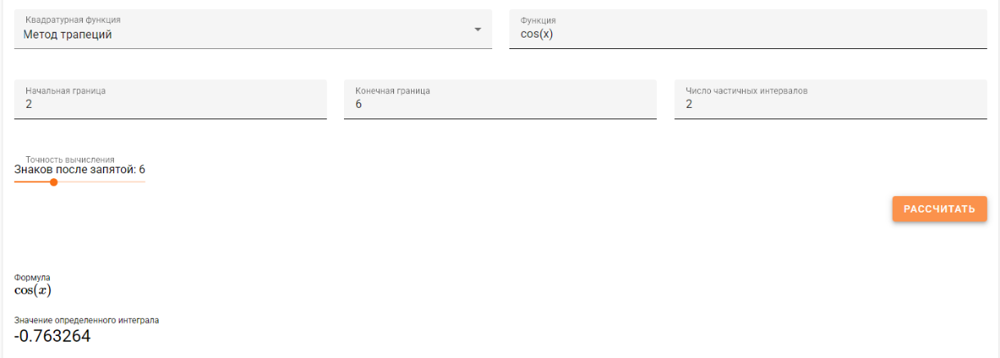 Квадратурная функция
Метод трапеций
Функция
cos(x)
Начальная граница
2
Конечная граница
6
Число частичных интервалов
2
Точность вычисления
Знаков после запятой: 6
РАССЧИТАТЬ
Формула
cos(x)
Значение определенного интеграла
-0.763264